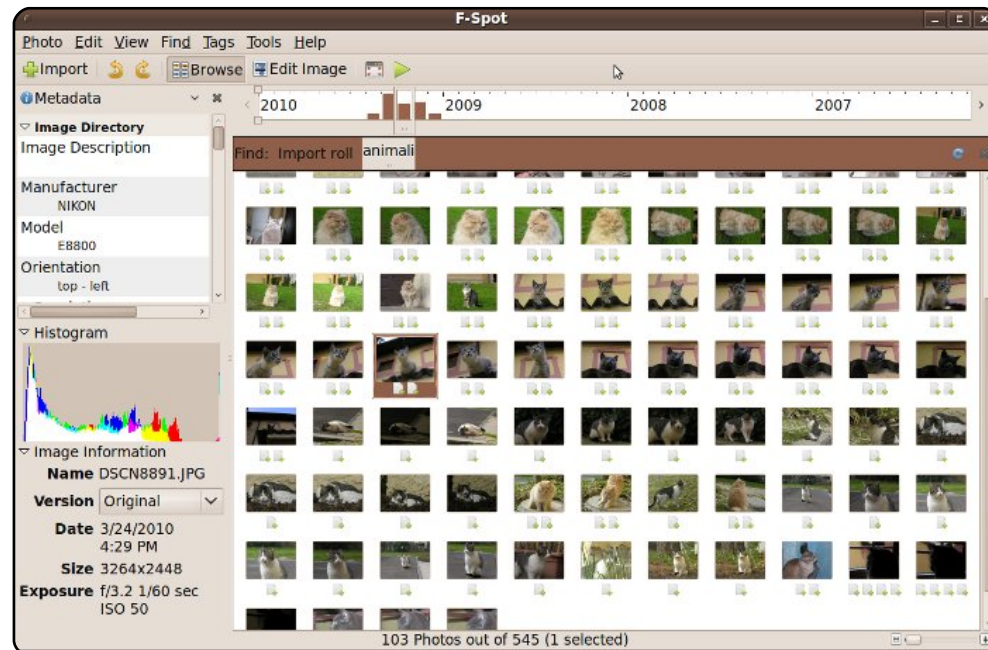 F-Spot
Photo Edit View Find Tags Tools Help
Import Browse Edit Image
Metadata
2010 2009 2008 2007
Image Directory
Image Description
Find: Import roll animali
Manufacturer
NIKON
Model
E8800
Orientation
top - left
Histogram
Image Information
Name DSCN8891.JPG
Version Original
Date 3/24/2010
4:29 PM
Size 3264x2448
Exposure f/3.2 1/60 sec
ISO 50
103 Photos out of 545 (1 selected)